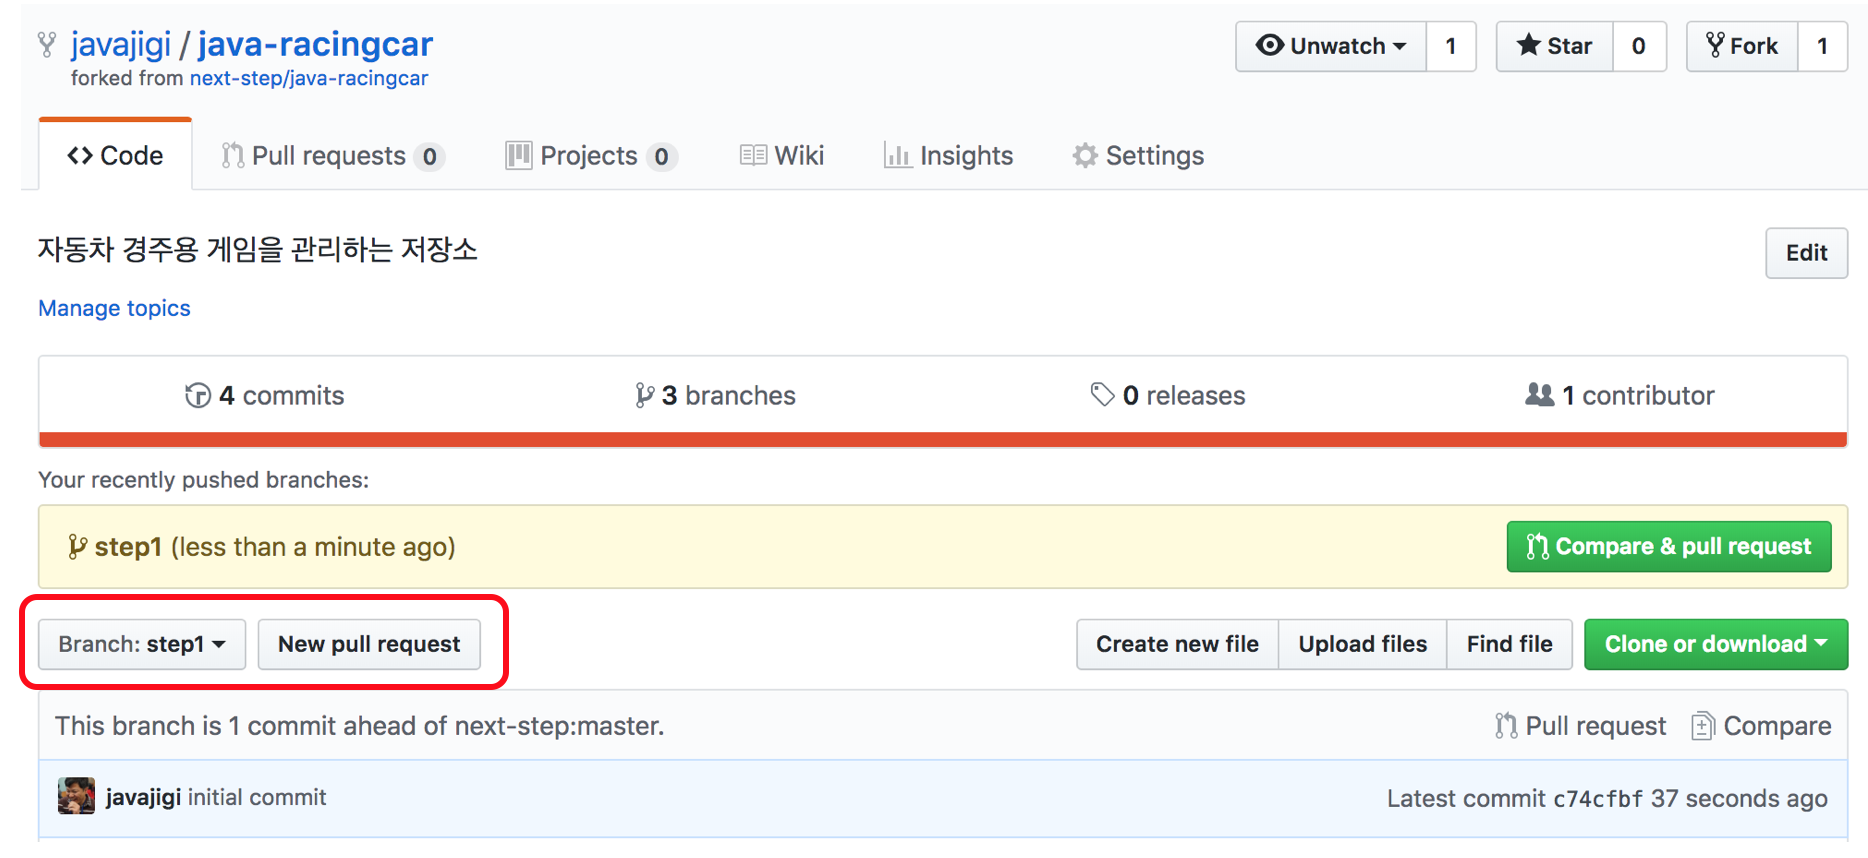 javajigi / java-racingcar
Unwatch 1
Star 0
Fork 1
forked from next-step/java-racingcar
Code
Pull requests 0
Projects 0
Wiki
Insights
Settings
자동차 경주용 게임을 관리하는 저장소
Edit
Manage topics
4 commits
3 branches
0 releases
1 contributor
Your recently pushed branches:
step1 (less than a minute ago)
Compare & pull request
Branch: step1
New pull request
Create new file
Upload files
Find file
Clone or download
This branch is 1 commit ahead of next-step:master.
Pull request
Compare
javajigi initial commit
Latest commit c74cfbf 37 seconds ago